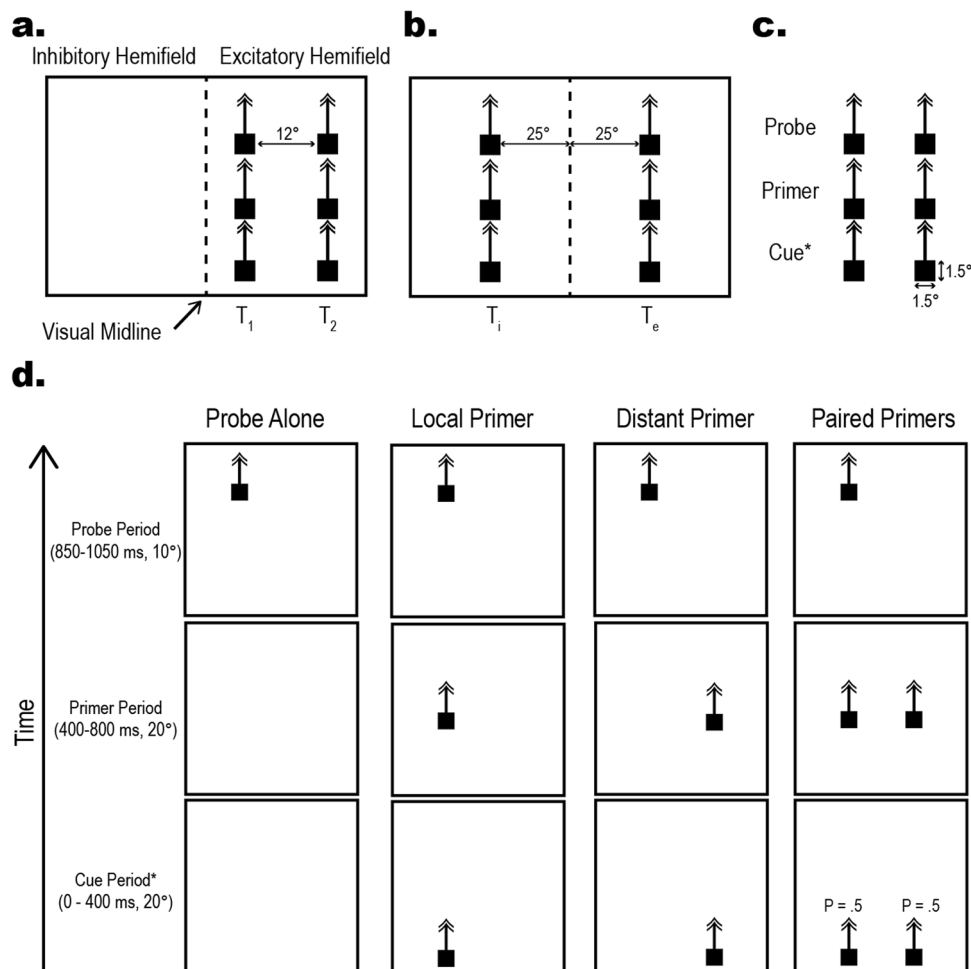 a.
Inhibitory Hemifield Excitatory Hemifield
12°
T1 T2
Visual Midline
b.
25° 25°
Ti Te
c.
Probe
Primer
Cue*
1.5°
1.5°
d.
Probe Alone Local Primer Distant Primer Paired Primers
Time
Probe Period
(850-1050 ms, 10°)
Primer Period
(400-800 ms, 20°)
Cue Period*
(0 - 400 ms, 20°)
P = .5 P = .5